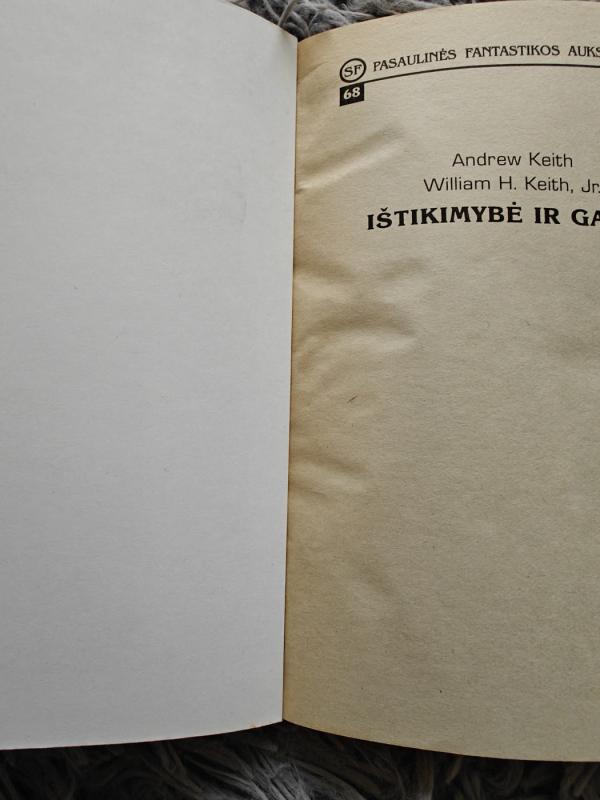 SF PASAULINĖS FANTASTIKOS AUKS
68
Andrew Keith
William H. Keith, Jr.
IŠTIKIMYBĖ IR GA